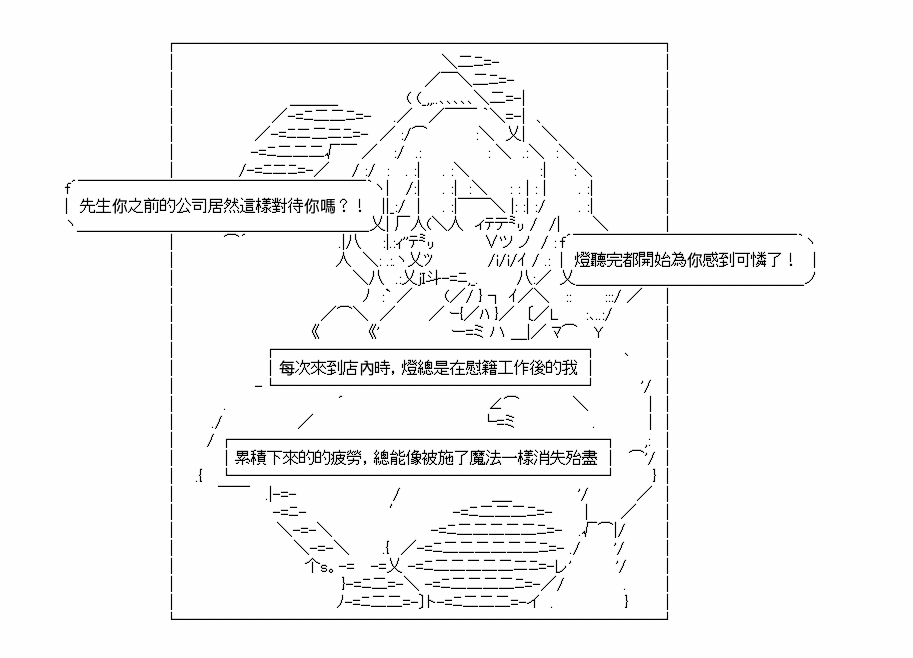 先生你之前的公司居然這樣對待你嗎？！
燈聽完都開始為你感到可憐了！
每次來到店內時，燈總是在慰籍工作後的我
累積下來的的疲勞，總能像被施了魔法一樣消失殆盡